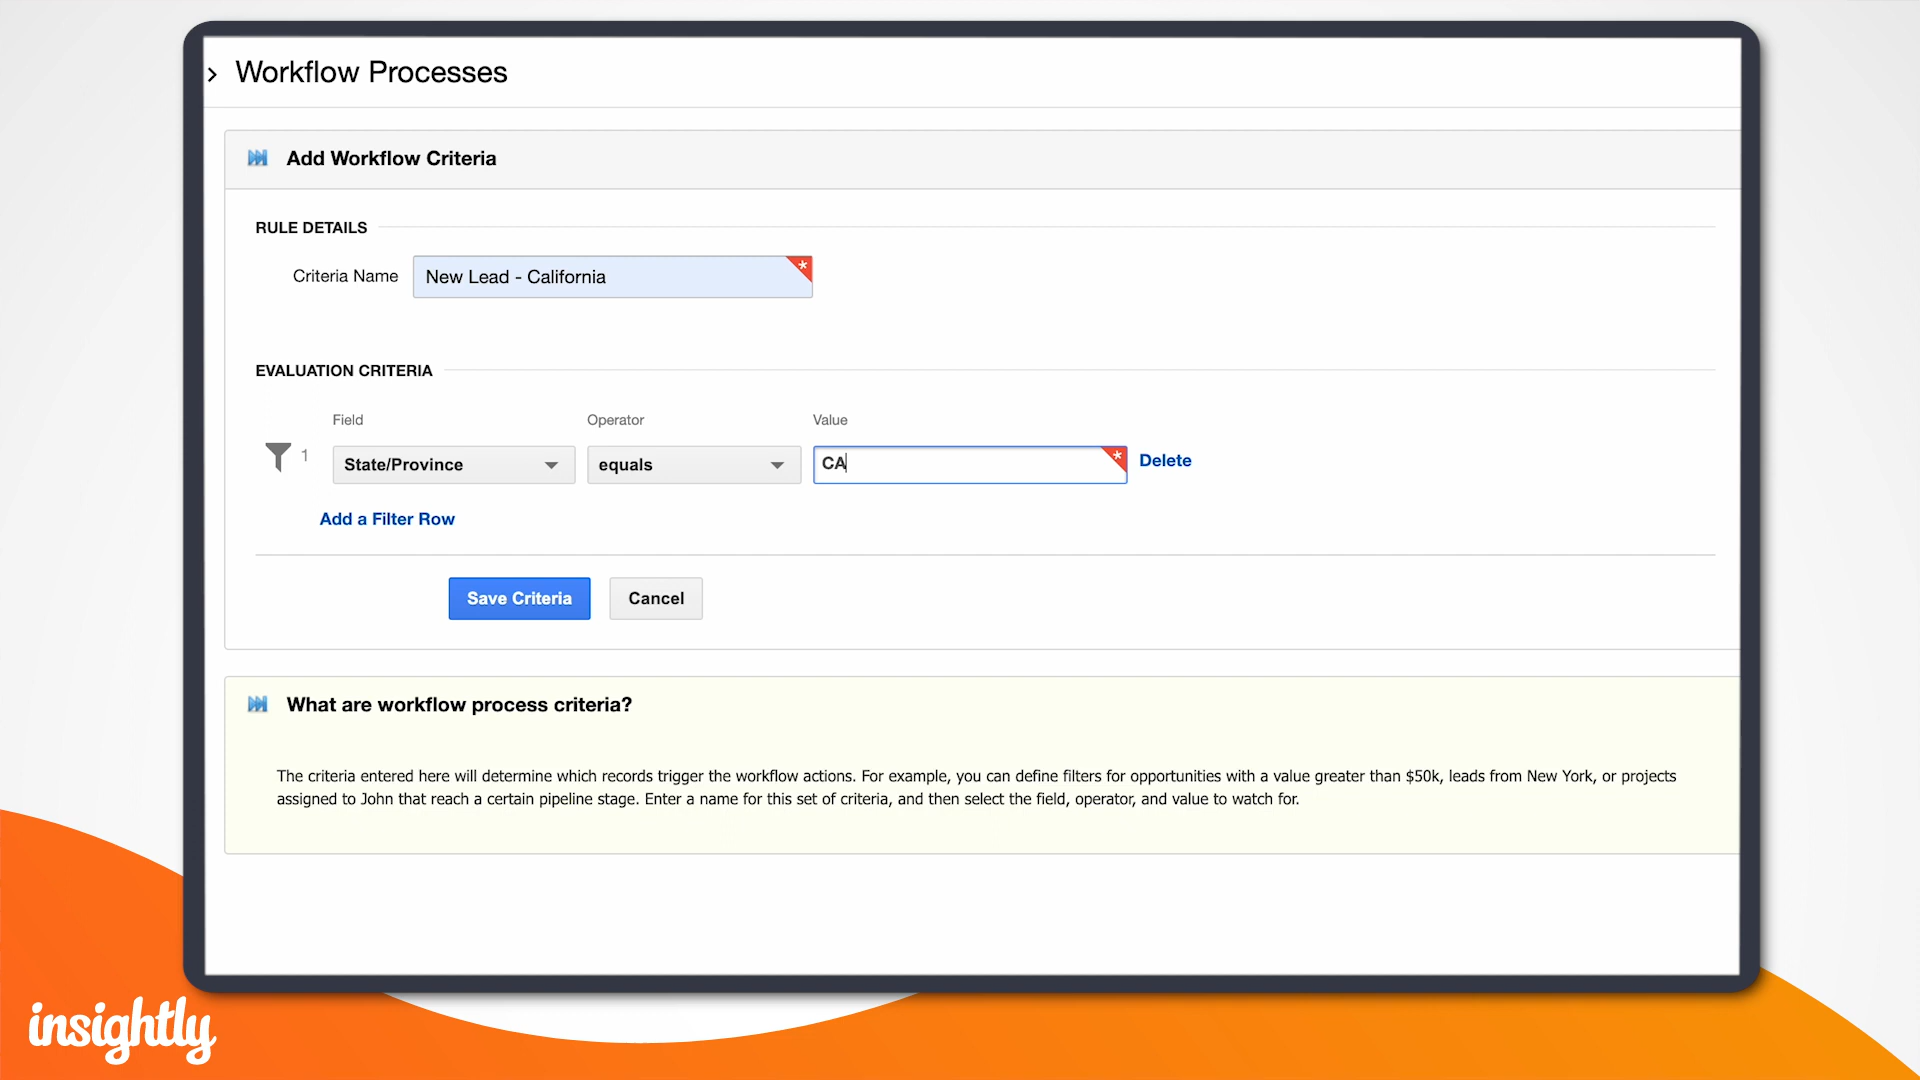 Workflow Processes
Add Workflow Criteria
RULE DETAILS
Criteria Name New Lead - California *
EVALUATION CRITERIA
Field Operator Value
1 State/Province equals CA * Delete
Add a Filter Row
Save Criteria Cancel
What are workflow process criteria?
The criteria entered here will determine which records trigger the workflow actions. For example, you can define filters for opportunities with a value greater than $50k, leads from New York, or projects
assigned to John that reach a certain pipeline stage. Enter a name for this set of criteria, and then select the field, operator, and value to watch for.
insightly